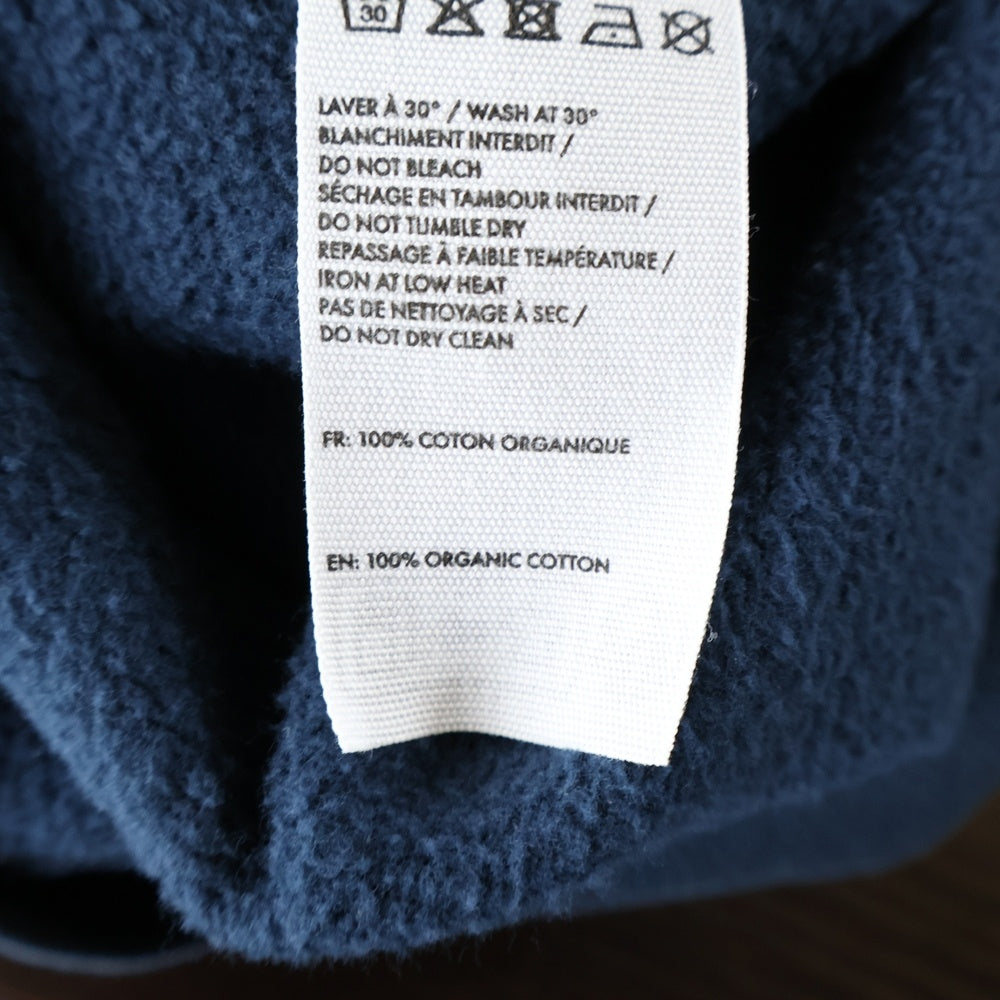 30
LAVER À 30° / WASH AT 30°
BLANCHIMENT INTERDIT /
DO NOT BLEACH
SÉCHAGE EN TAMBOUR INTERDIT /
DO NOT TUMBLE DRY
REPASSAGE À FAIBLE TEMPÉRATURE /
IRON AT LOW HEAT
PAS DE NETTOYAGE À SEC /
DO NOT DRY CLEAN
FR: 100% COTON ORGANIQUE
EN: 100% ORGANIC COTTON